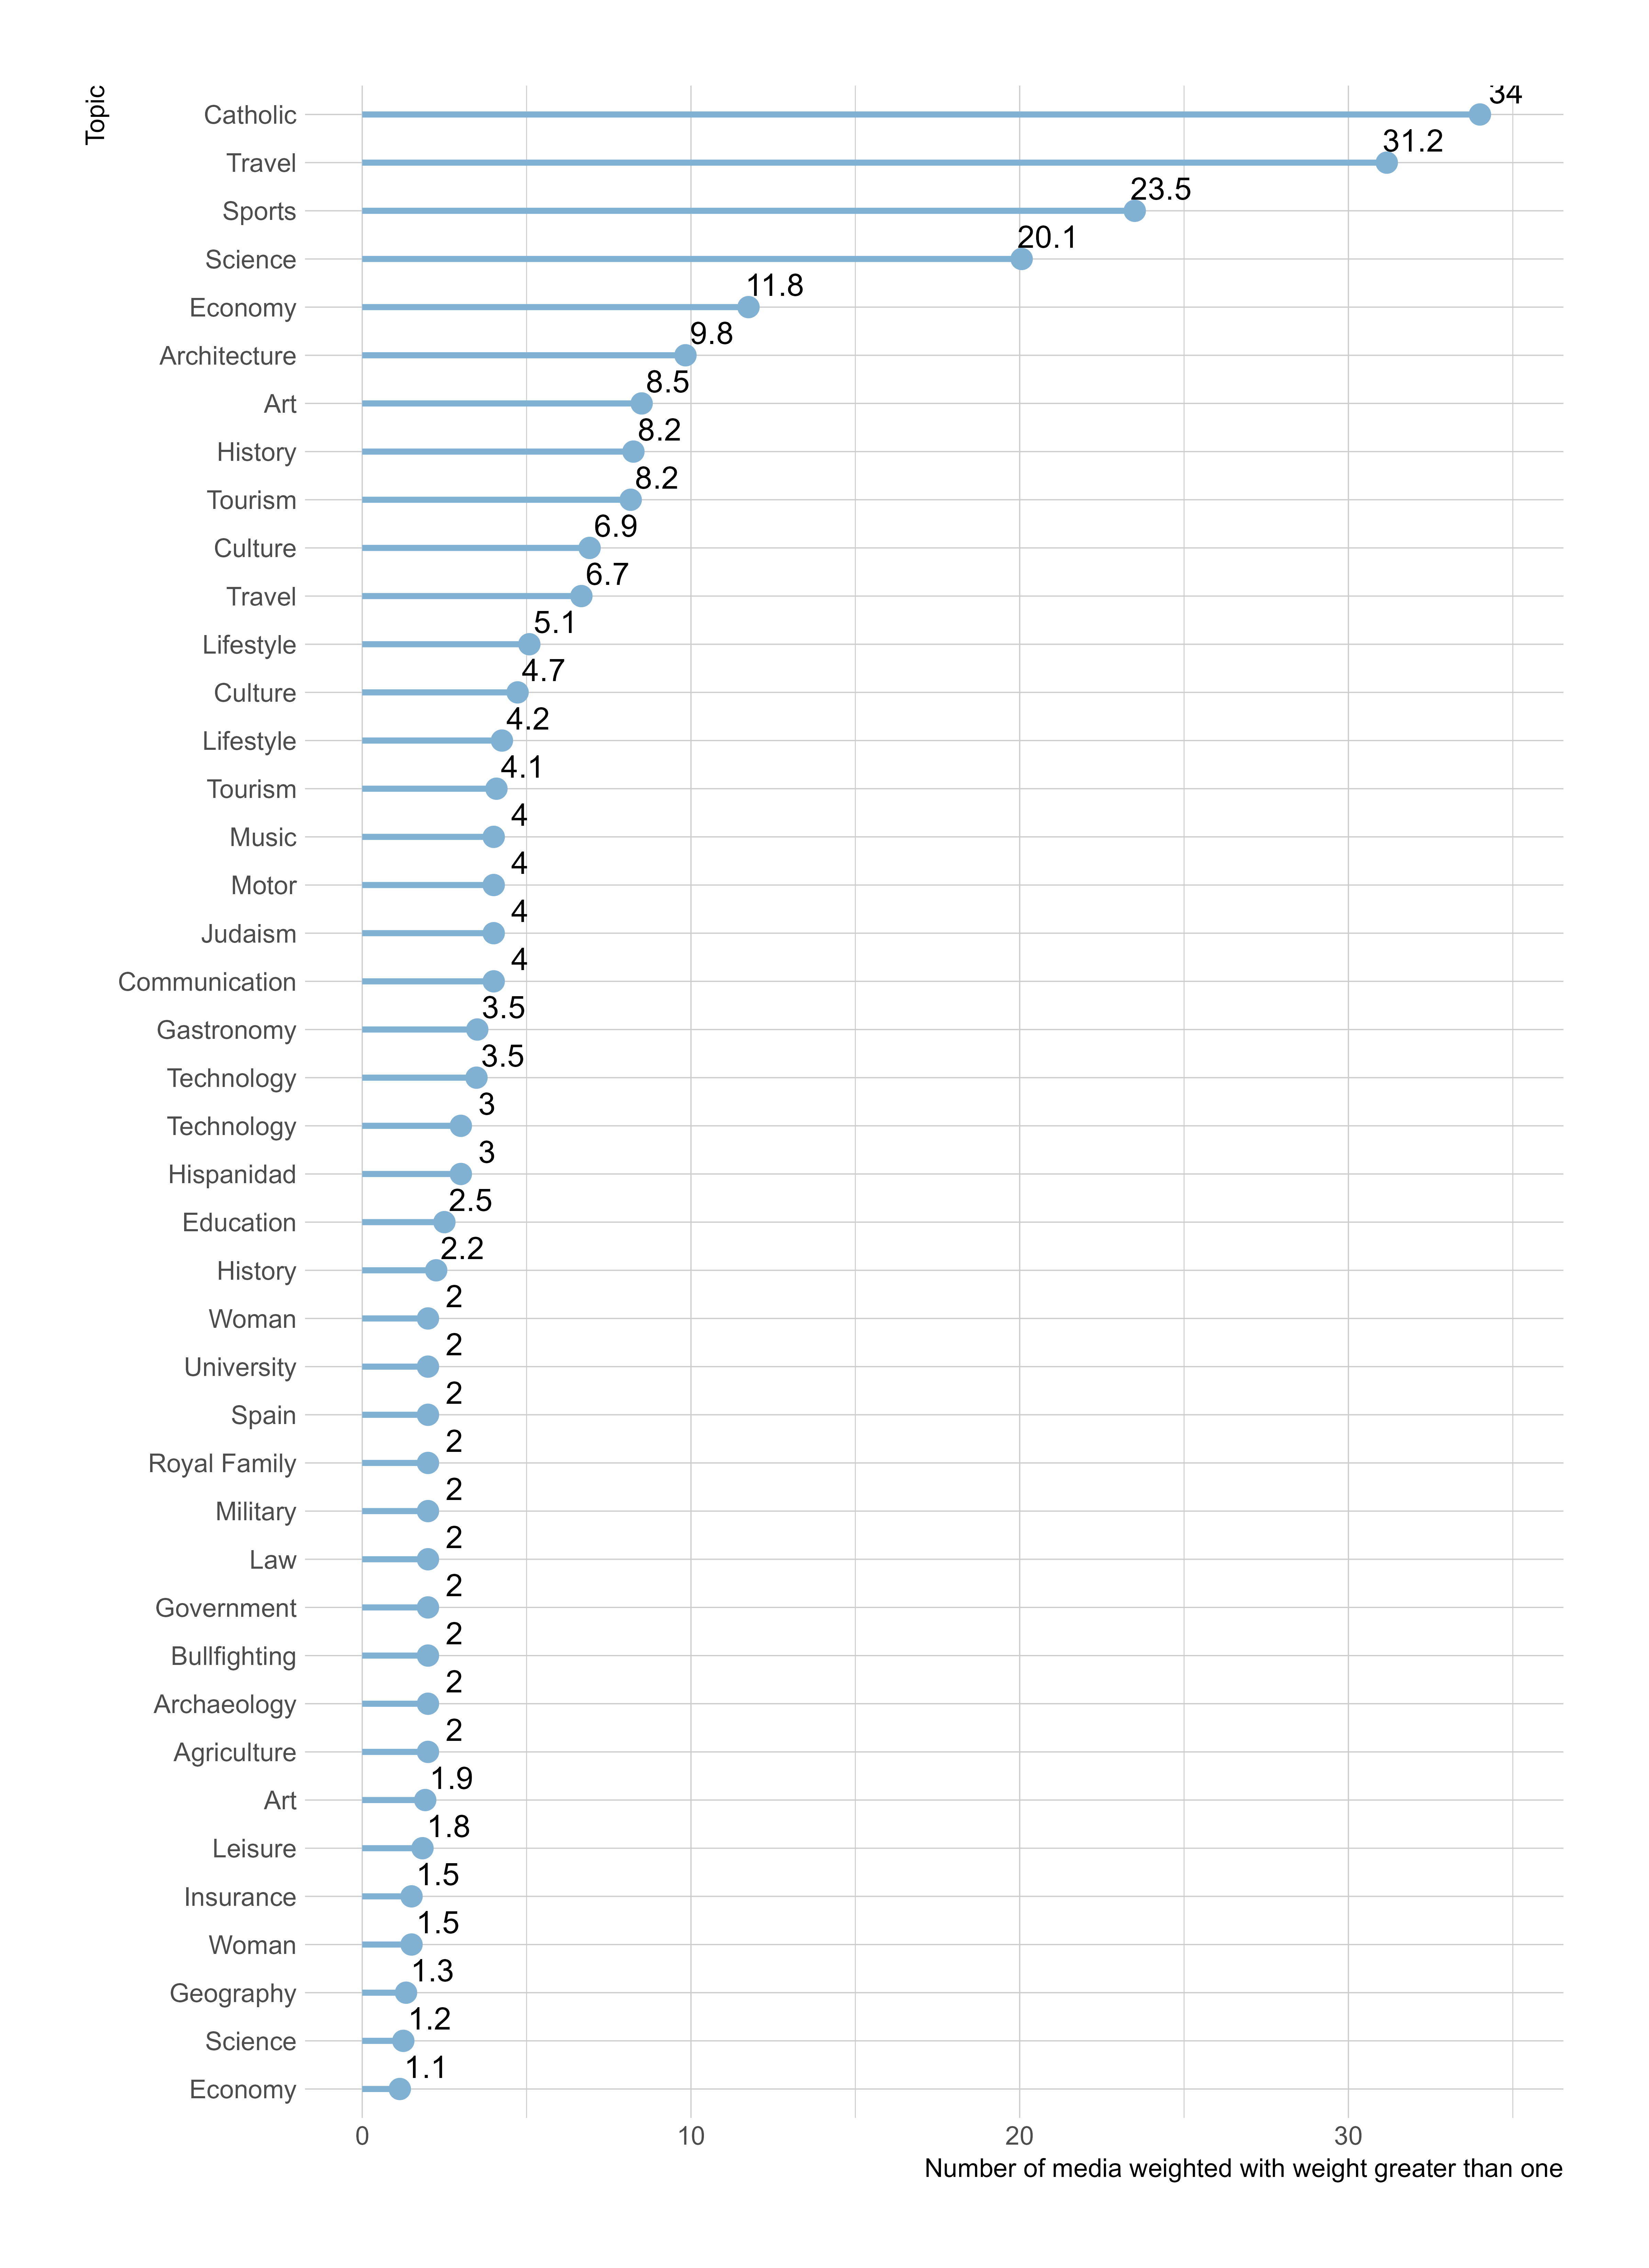 Topic
Catholic 34
Travel 31.2
Sports 23.5
Science 20.1
Economy 11.8
Architecture 9.8
Art 8.5
History 8.2
Tourism 8.2
Culture 6.9
Travel 6.7
Lifestyle 5.1
Culture 4.7
Lifestyle 4.2
Tourism 4.1
Music 4
Motor 4
Judaism 4
Communication 4
Gastronomy 3.5
Technology 3.5
Technology 3
Hispanidad 3
Education 2.5
History 2.2
Woman 2
University 2
Spain 2
Royal Family 2
Military 2
Law 2
Government 2
Bullfighting 2
Archaeology 2
Agriculture 2
Art 1.9
Leisure 1.8
Insurance 1.5
Woman 1.5
Geography 1.3
Science 1.2
Economy 1.1
0 10 20 30
Number of media weighted with weight greater than one